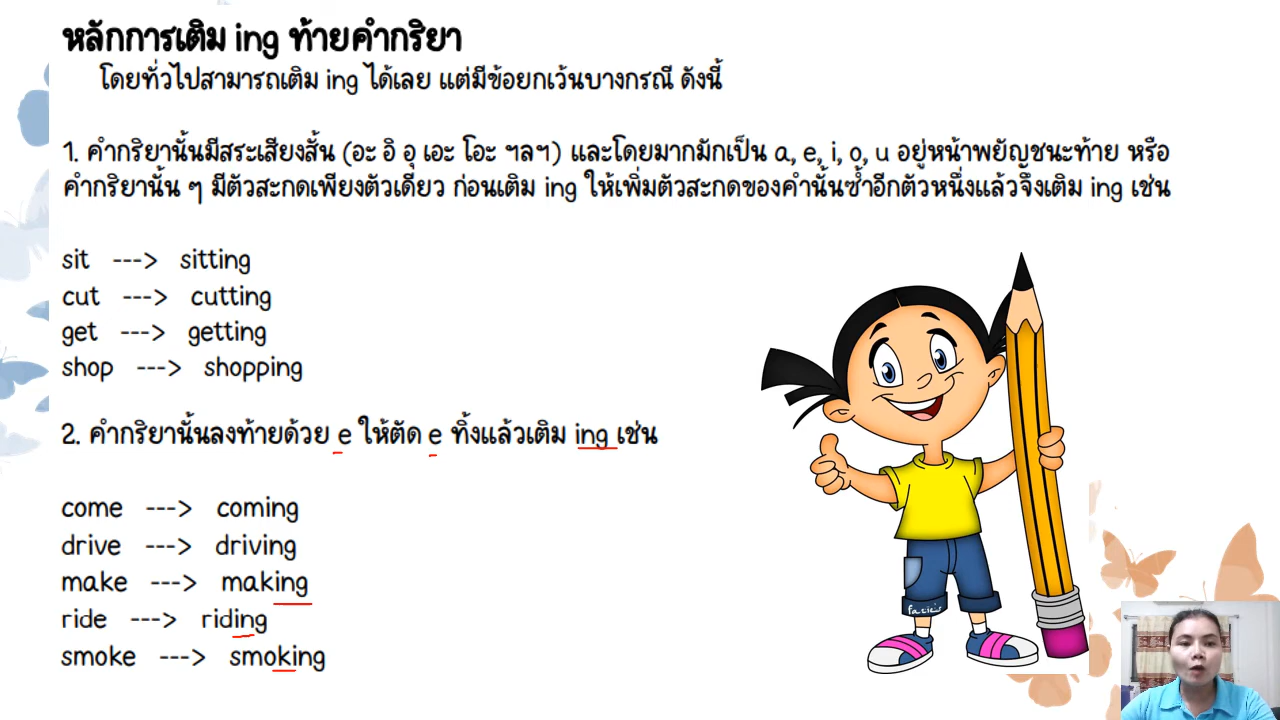 หลักการเติม ing ท้ายคำกริยา
โดยทั่วไปสามารถเติม ing ได้เลย แต่มีข้อยกเว้นบางกรณี ดังนี้
1. คำกริยานั้นมีสระเสียงสั้น (อะ อิ อุ เอะ โอะ ฯลฯ) และโดยมากมักเป็น a, e, i, o, u อยู่หน้าพยัญชนะท้าย หรือ
คำกริยานั้น ๆ มีตัวสะกดเพียงตัวเดียว ก่อนเติม ing ให้เพิ่มตัวสะกดของคำนั้นซ้ำอีกตัวหนึ่งแล้วจึงเติม ing เช่น
sit ---> sitting
cut ---> cutting
get ---> getting
shop ---> shopping
2. คำกริยานั้นลงท้ายด้วย e ให้ตัด e ทิ้งแล้วเติม ing เช่น
come ---> coming
drive ---> driving
make ---> making
ride ---> riding
smoke ---> smoking